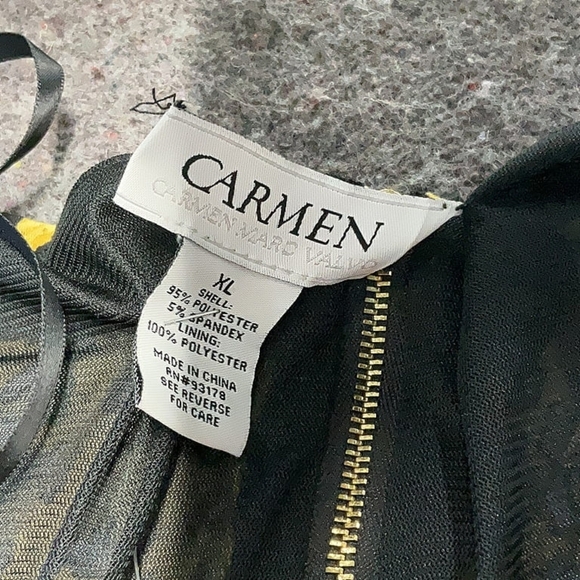 CARMEN
CARMEN MARC VALVO
XL
SHELL:
95% POLYESTER
5% SPANDEX
LINING:
100% POLYESTER
MADE IN CHINA
RN#93178
SEE REVERSE
FOR CARE